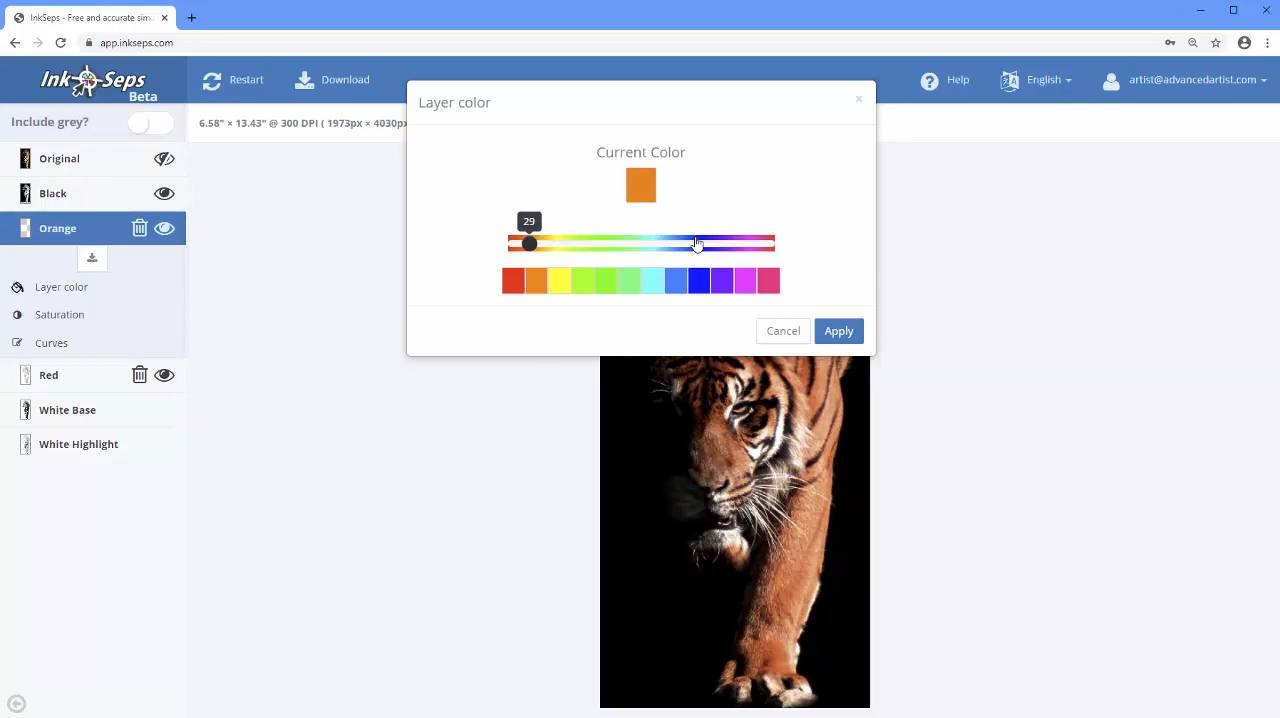 InkSeps - Free and accurate sim
app.inkseps.com
Ink Seps
Beta
Restart
Download
Help
English
artist@advancedartist.com
Include grey?
6.58" × 13.43" @ 300 DPI ( 1973px × 4030px
Layer color
×
Current Color
29
Cancel
Apply
Original
Black
Orange
Layer color
Saturation
Curves
Red
White Base
White Highlight